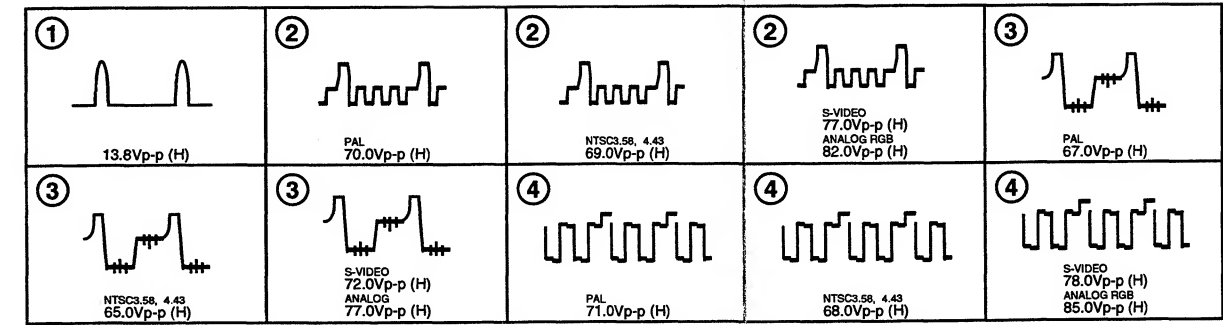 ①
13.8Vp-p (H)
②
PAL
70.0Vp-p (H)
②
NTSC3.58, 4.43
69.0Vp-p (H)
②
S-VIDEO
77.0Vp-p (H)
ANALOG RGB
82.0Vp-p (H)
③
PAL
67.0Vp-p (H)
③
NTSC3.58, 4.43
65.0Vp-p (H)
③
S-VIDEO
72.0Vp-p (H)
ANALOG
77.0Vp-p (H)
④
PAL
71.0Vp-p (H)
④
NTSC3.58, 4.43
68.0Vp-p (H)
④
S-VIDEO
78.0Vp-p (H)
ANALOG RGB
85.0Vp-p (H)